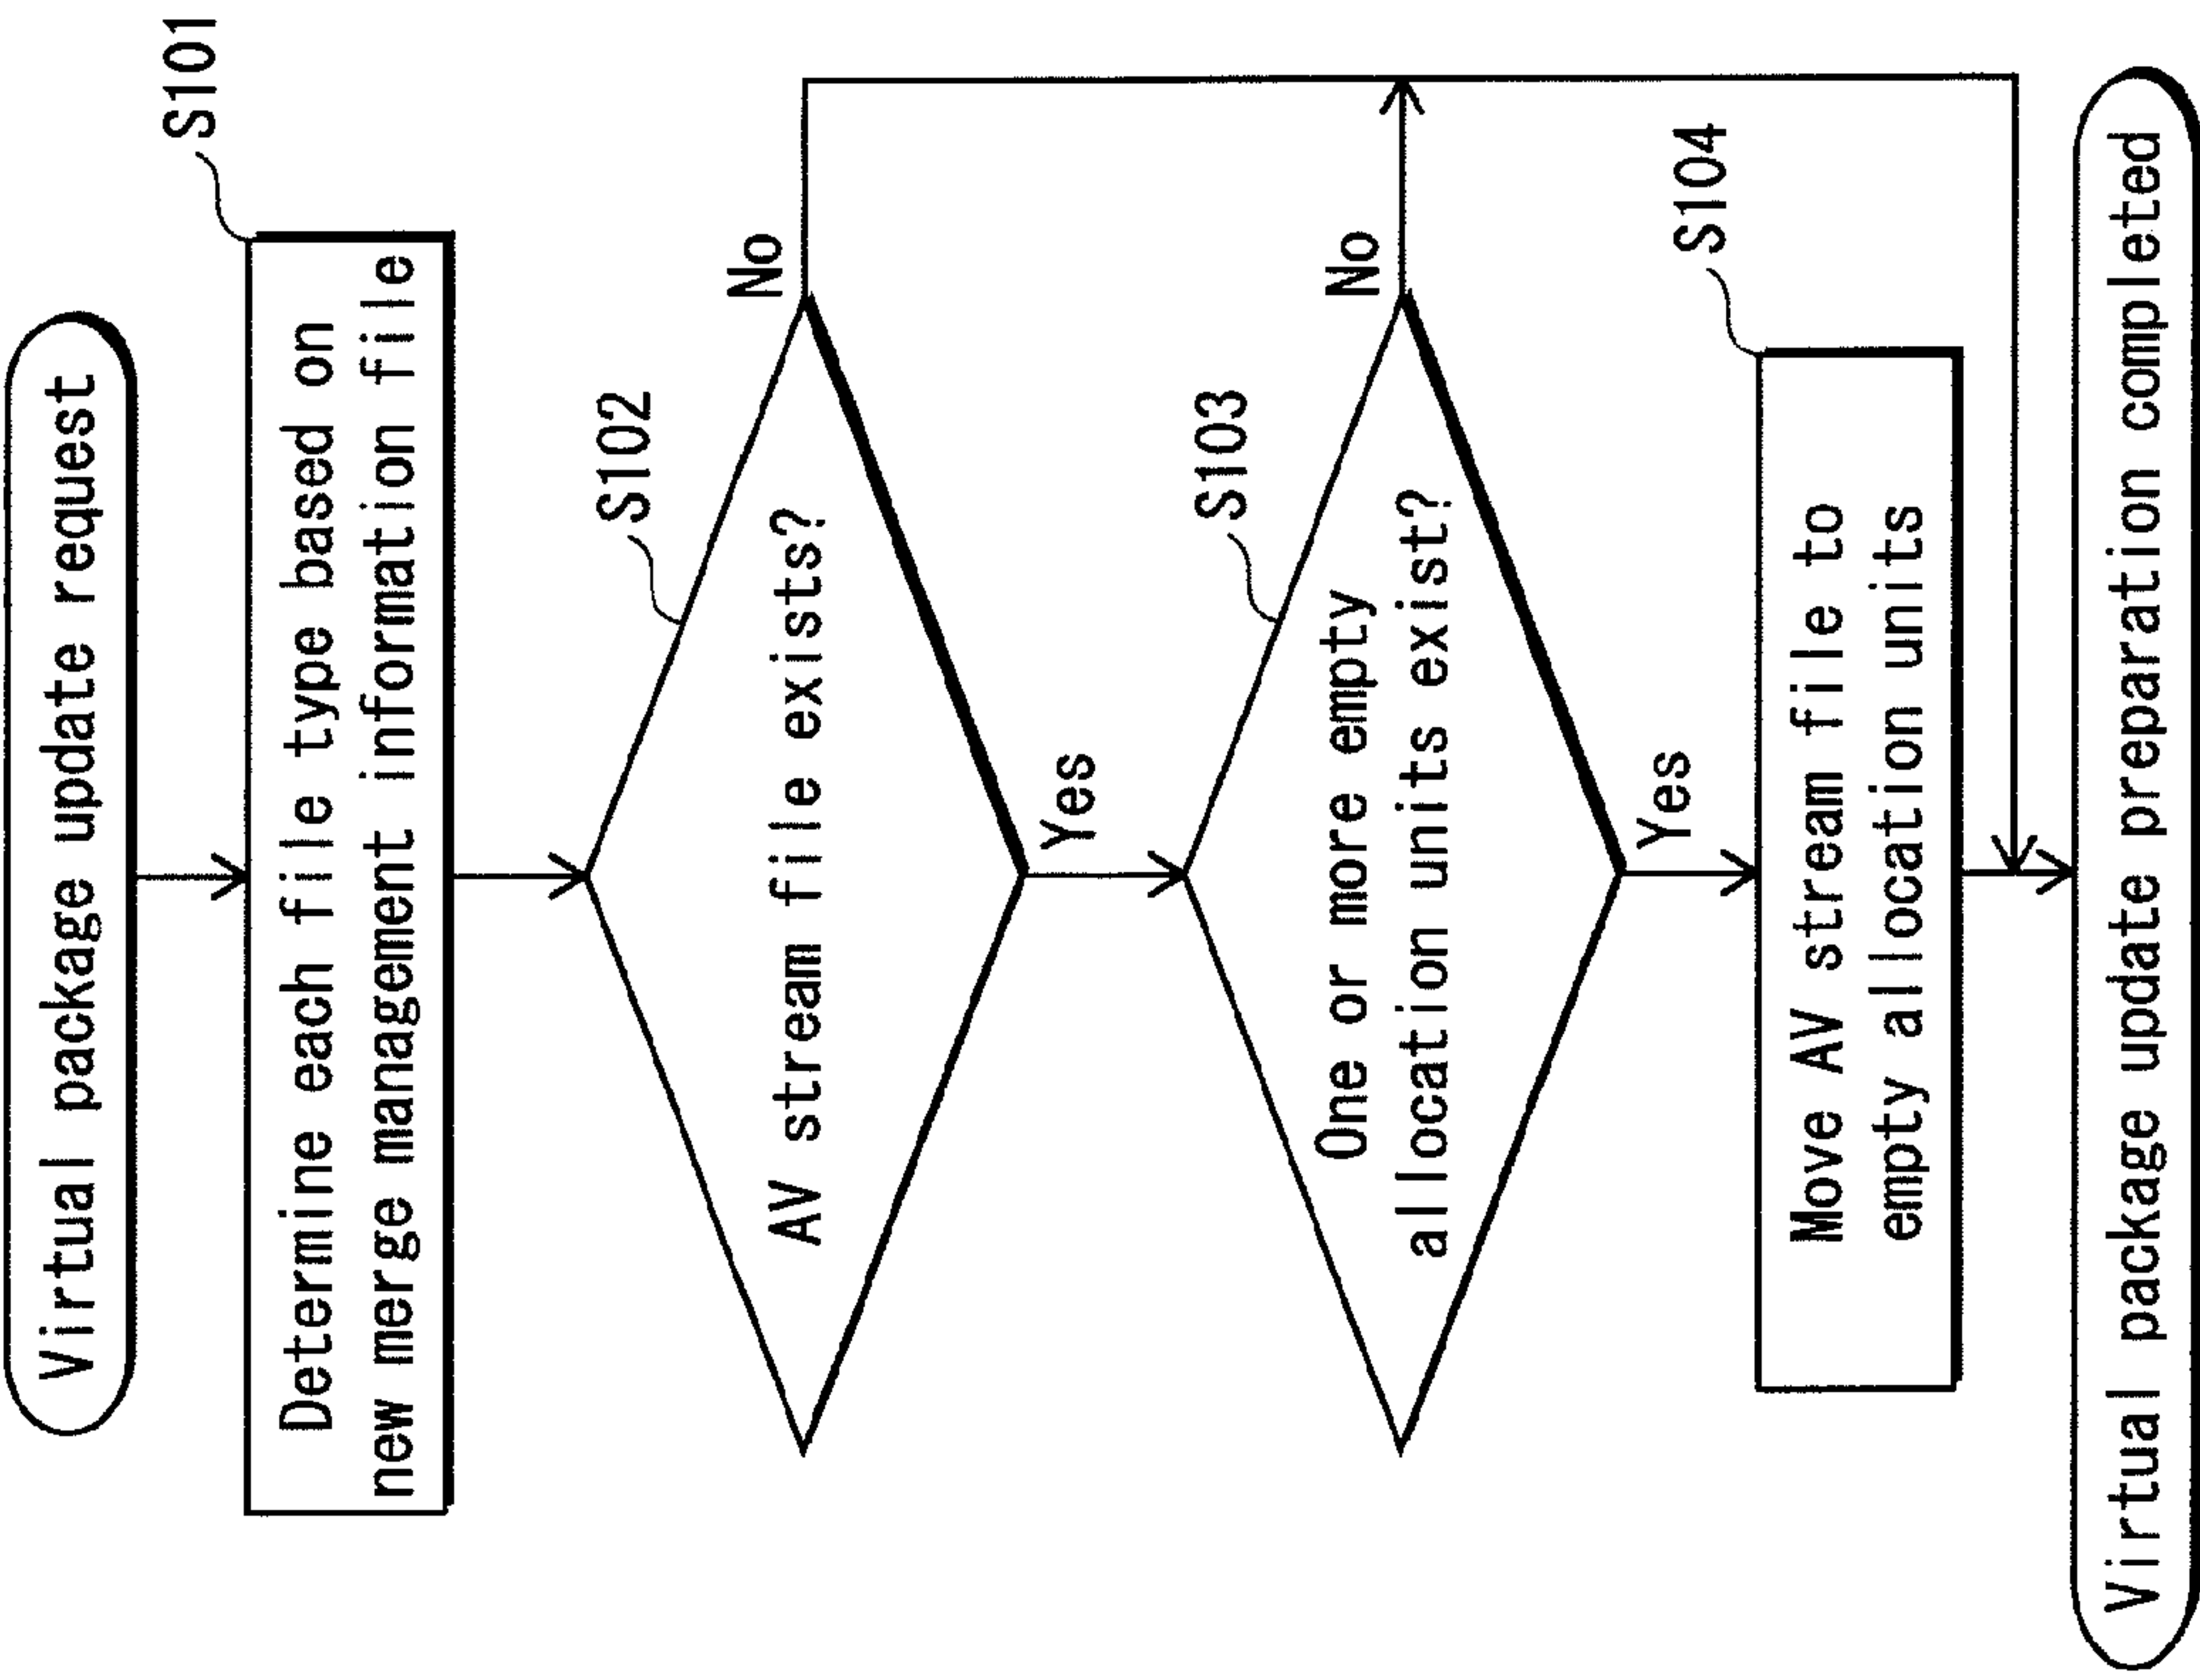 Virtual package update request
S101
Determine each file type based on
new merge management information file
S102
AV stream file exists?
No
Yes
S103
One or more empty
allocation units exist?
No
Yes
S104
Move AV stream file to
empty allocation units
Virtual package update preparation completed